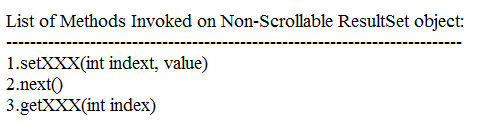 List of Methods Invoked on Non-Scrollable ResultSet object:
--------------------------------------------------------------------------------
1.setXXX(int indext, value)
2.next()
3.getXXX(int index)